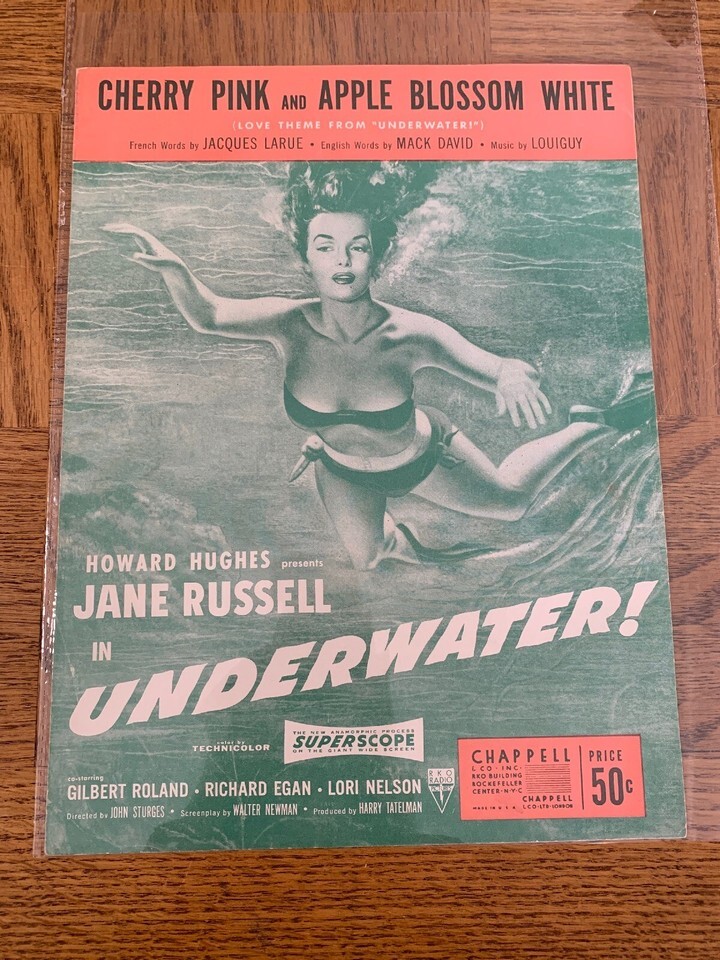 CHERRY PINK AND APPLE BLOSSOM WHITE
(LOVE THEME FROM "UNDERWATER!")
French Words by JACQUES LARUE • English Words by MACK DAVID • Music by LOUIGUY
HOWARD HUGHES presents
JANE RUSSELL
IN
UNDERWATER!
color by
TECHNICOLOR
THE NEW ANAMORPHIC PROCESS
SUPERSCOPE
ON THE GIANT WIDE SCREEN
co-starring
GILBERT ROLAND • RICHARD EGAN • LORI NELSON
Directed by JOHN STURGES • Screenplay by WALTER NEWMAN • Produced by HARRY TATELMAN
RKO
RADIO
CHAPPELL
& CO • INC •
RKO BUILDING
ROCKEFELLER
CENTER • N•Y•C
MADE IN U.S.A.
CHAPPELL
& CO • LTD • LONDON
PRICE
50c